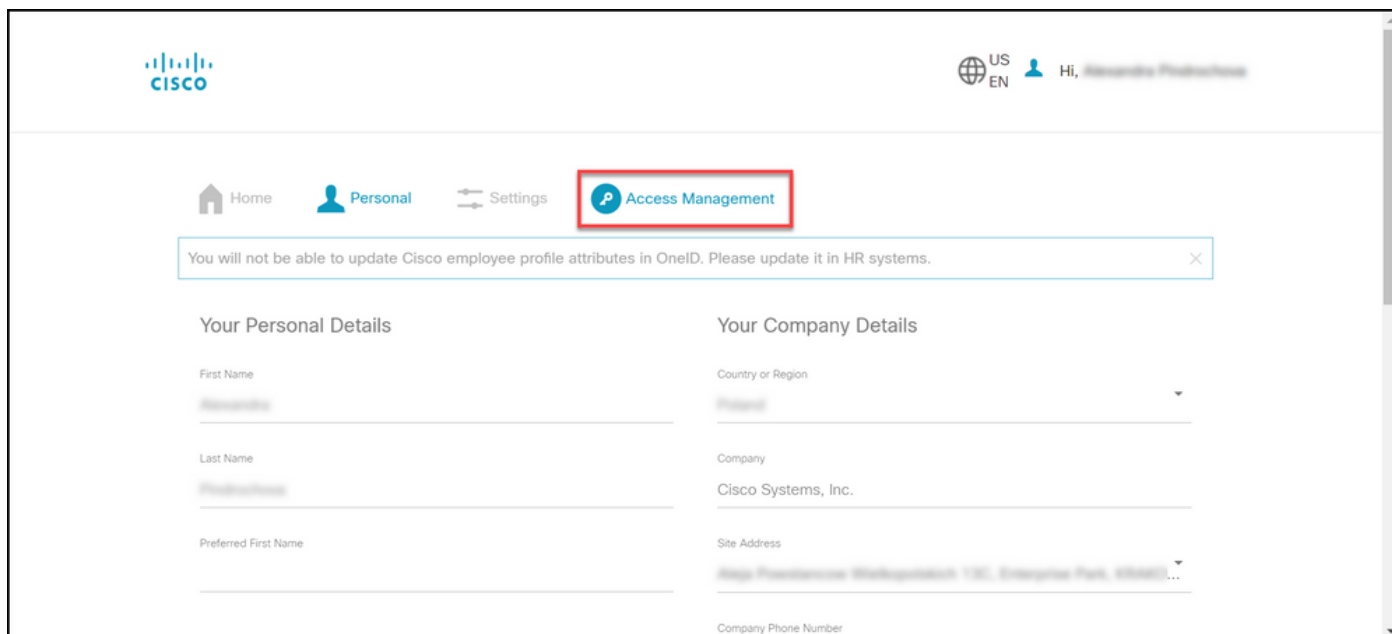 CISCO
US
EN
Hi,
Home
Personal
Settings
Access Management
You will not be able to update Cisco employee profile attributes in OneID. Please update it in HR systems.
Your Personal Details
Your Company Details
First Name
Country or Region
Last Name
Company
Cisco Systems, Inc.
Preferred First Name
Site Address
Company Phone Number